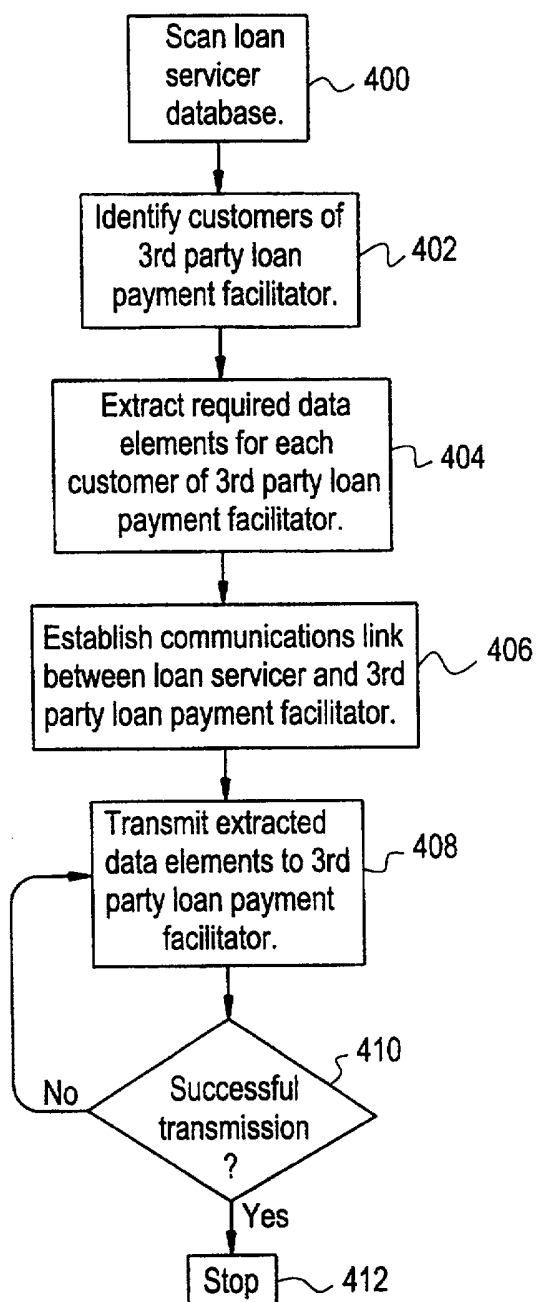 Scan loan
servicer
database.
400
Identify customers of
3rd party loan
payment facilitator.
402
Extract required data
elements for each
customer of 3rd party loan
payment facilitator.
404
Establish communications link
between loan servicer and 3rd
party loan payment facilitator.
406
Transmit extracted
data elements to 3rd
party loan payment
facilitator.
408
410
No
Successful
transmission
?
Yes
Stop
412